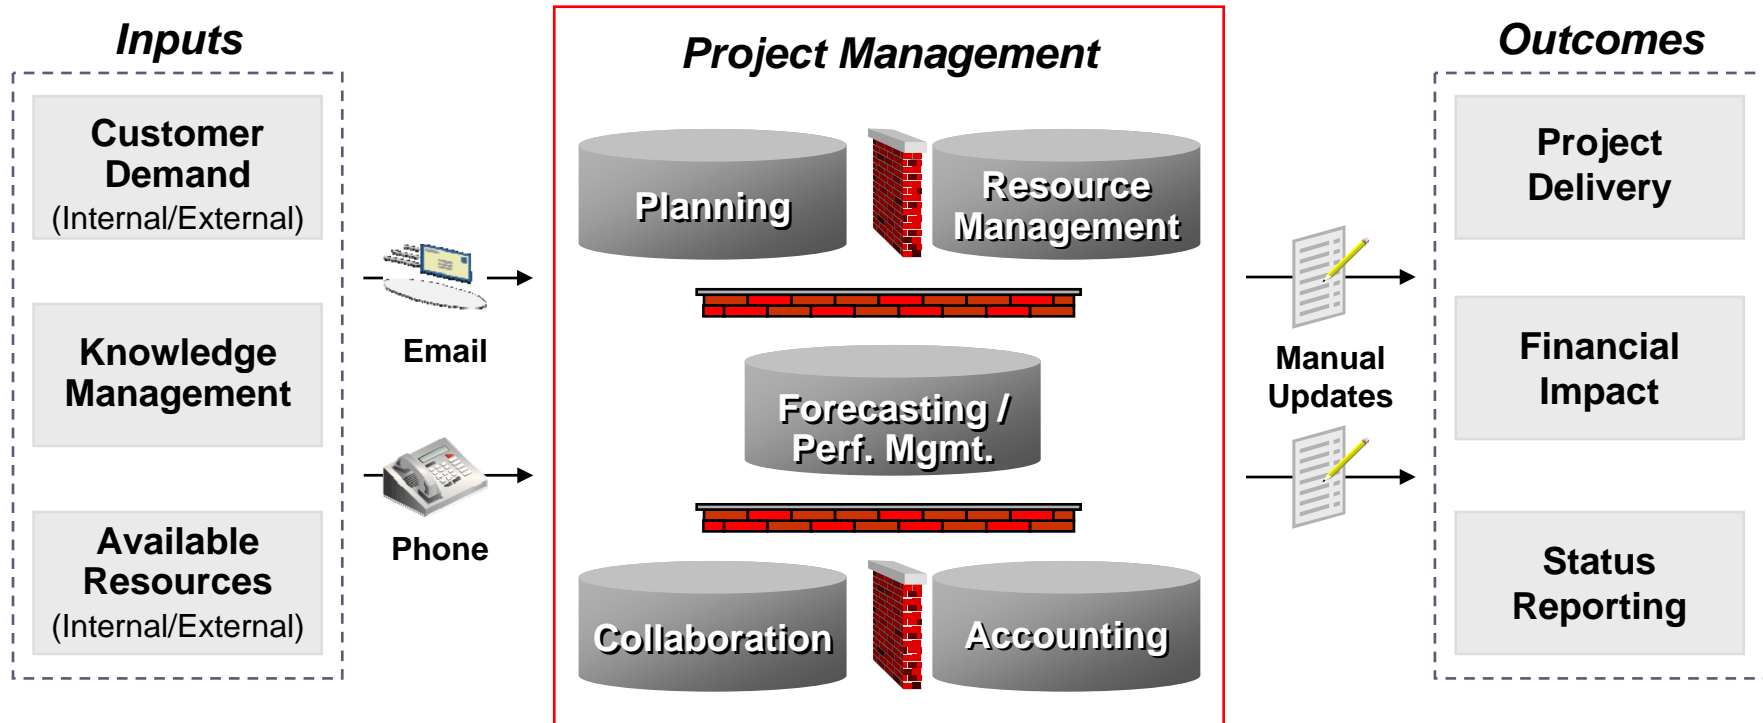 Inputs
Customer
Demand
(Internal/External)
Knowledge
Management
Available
Resources
(Internal/External)
Email
Phone
Project Management
Planning
Resource
Management
Forecasting /
Perf. Mgmt.
Collaboration
Accounting
Manual
Updates
Outcomes
Project
Delivery
Financial
Impact
Status
Reporting